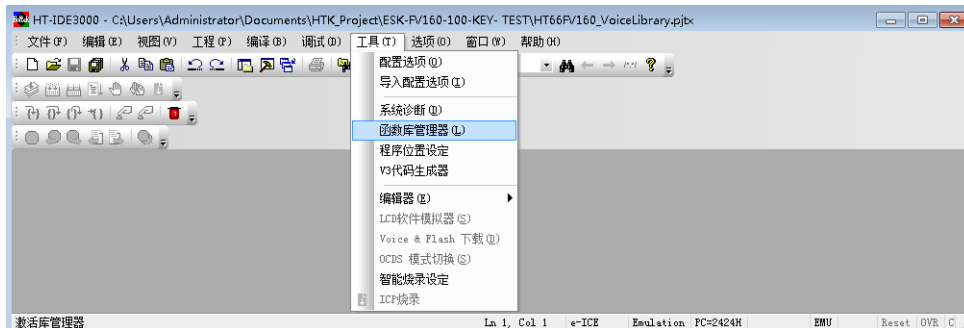 HT-IDE3000 - C:\Users\Administrator\Documents\HTK_Project\ESK-FV160-100-KEY- TEST\HT66FV160_VoiceLibrary.pjtx
文件(F) 编辑(E) 视图(V) 工程(P) 编译(B) 调试(D) 工具(T) 选项(O) 窗口(W) 帮助(H)
配置选项(O)
导入配置选项(I)
系统诊断(D)
函数库管理器(L)
程序位置设定
V3代码生成器
编辑器(E)
LCD软件模拟器(S)
Voice & Flash 下载(D)
OCDS 模式切换(S)
智能烧录设定
ICP烧录
激活库管理器 Ln 1, Col 1 e-ICE Emulation PC=2424H EMU Reset OVR C